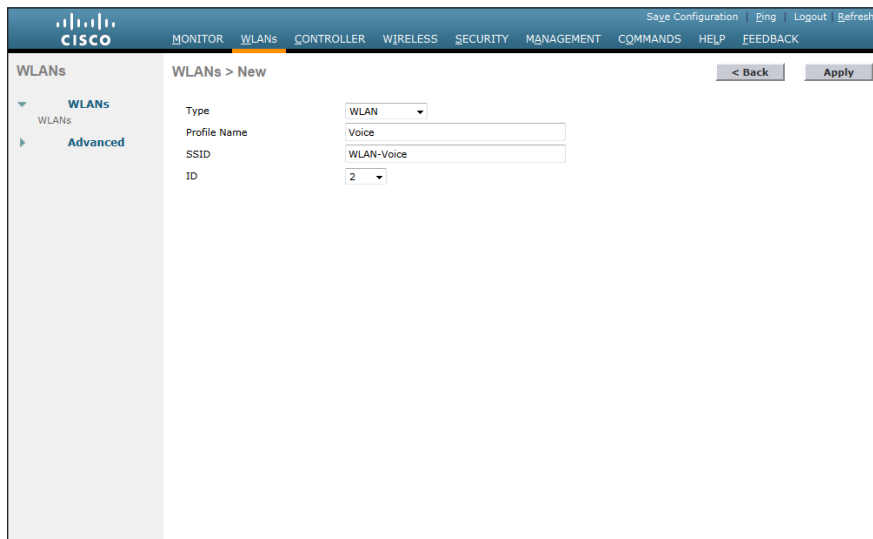 Save Configuration | Ping | Logout | Refresh
CISCO MONITOR WLANs CONTROLLER WIRELESS SECURITY MANAGEMENT COMMANDS HELP FEEDBACK
WLANs
WLANs
WLANs
Advanced
WLANs > New
< Back Apply
Type WLAN
Profile Name Voice
SSID WLAN-Voice
ID 2